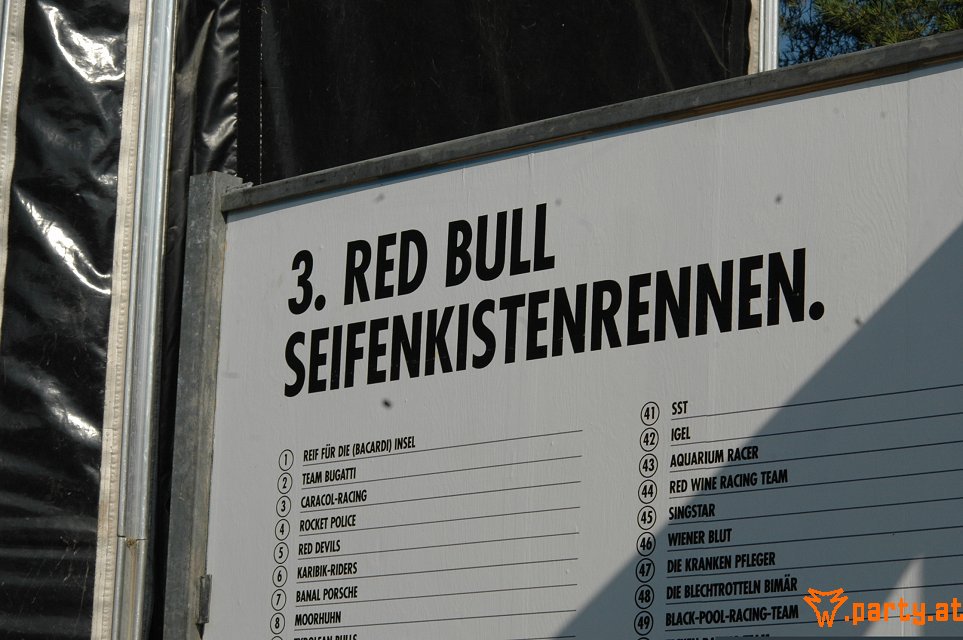 3. RED BULL
SEIFENKISTENRENNEN.
1 REIF FÜR DIE (BACARDI) INSEL
2 TEAM BUGATTI
3 CARACOL-RACING
4 ROCKET POLICE
5 RED DEVILS
6 KARIBIK-RIDERS
7 BANAL PORSCHE
8 MOORHUHN
41 SST
42 IGEL
43 AQUARIUM RACER
44 RED WINE RACING TEAM
45 SINGSTAR
46 WIENER BLUT
47 DIE KRANKEN PFLEGER
48 DIE BLECHTROTTELN BIMÄR
49 BLACK-POOL-RACING-TEAM
.party.at